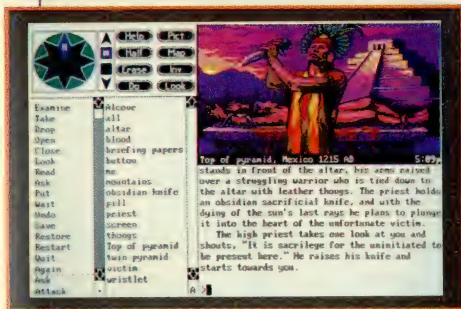 Help Pict
Half Map
Erase Inv
Do Look
Examine
Take
Drop
Open
Close
Look
Read
Ask
Put
Wait
Undo
Save
Restore
Restart
Quit
Again
Ask
Attack
Alcove
all
altar
blood
briefing papers
button
me
mountains
obsidian knife
pill
priest
screen
thongs
Top of pyramid
twin pyramid
victim
wristlet
Top of pyramid, Mexico 1215 AD
stands in front of the altar, his arms raised
over a struggling warrior who is tied down to
the altar with leather thongs. The priest holds
an obsidian sacrificial knife, and with the
dying of the sun's last rays he plans to plunge
it into the heart of the unfortunate victim.
The high priest takes one look at you and
shouts, "It is sacrilege for the uninitiated to
be present here." He raises his knife and
starts towards you.
A >